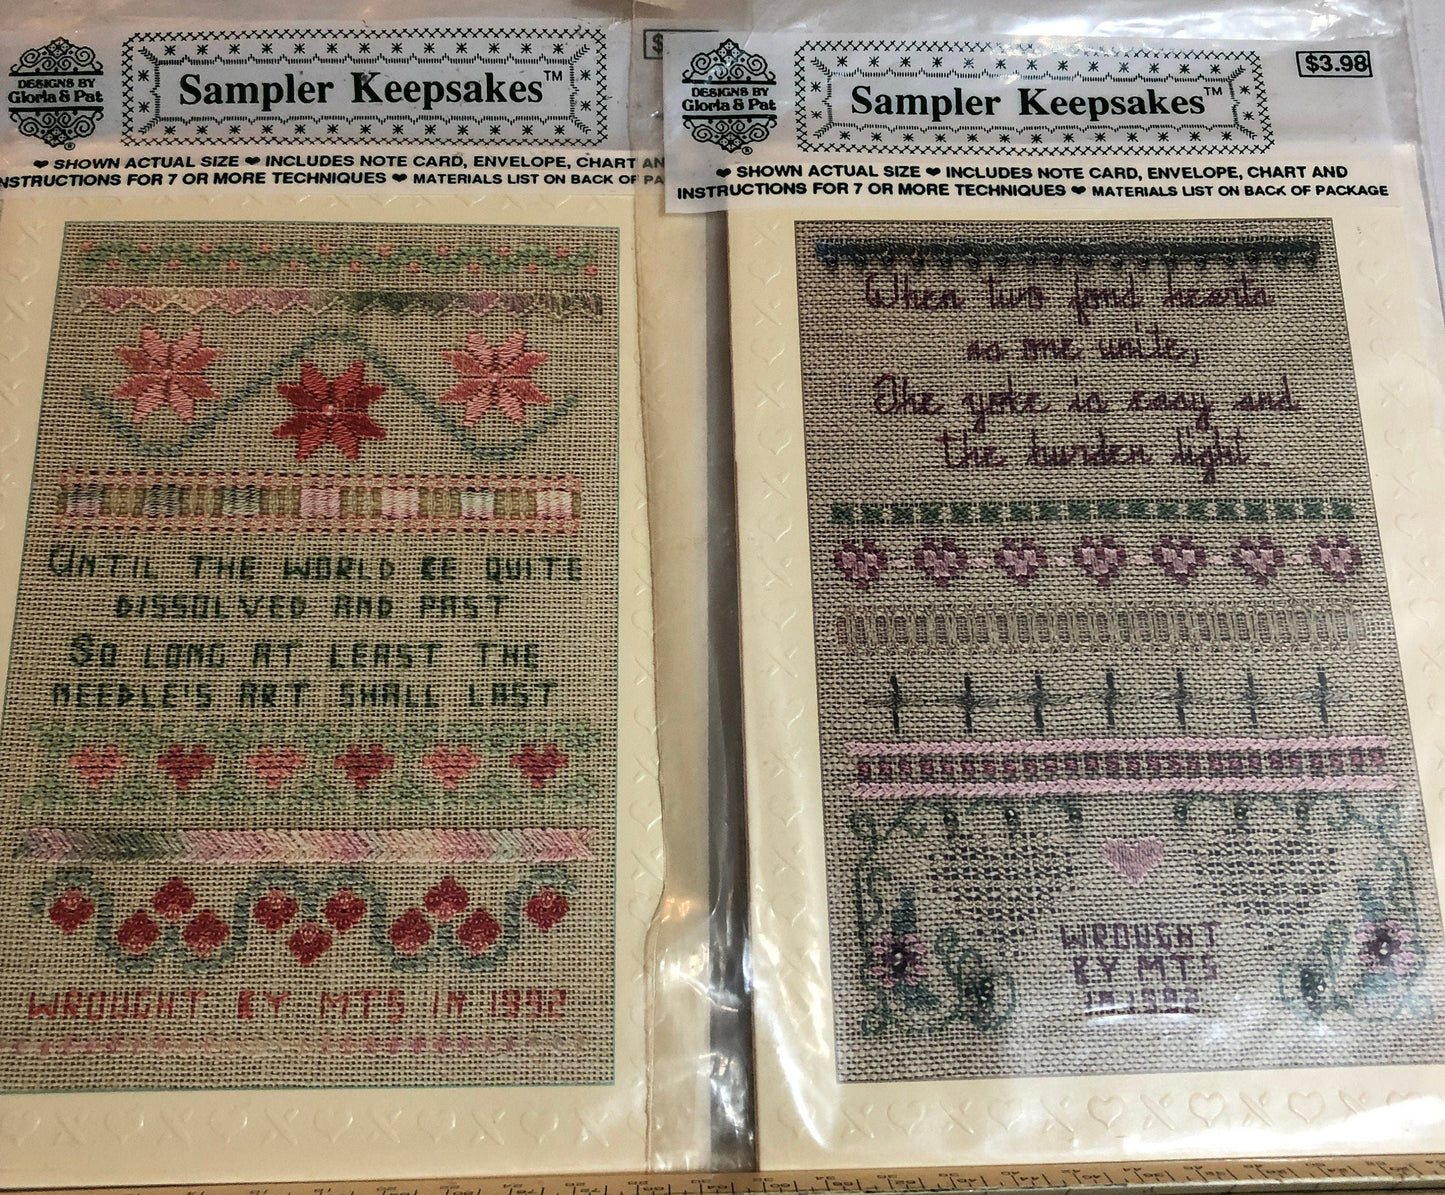 DESIGNS BY
Gloria & Pat
®
Sampler Keepsakes™
$
❤ SHOWN ACTUAL SIZE ❤ INCLUDES NOTE CARD, ENVELOPE, CHART AN
NSTRUCTIONS FOR 7 OR MORE TECHNIQUES ❤ MATERIALS LIST ON BACK OF PA
UNTIL THE WORLD BE QUITE
DISSOLVED AND PAST
SO LONG AT LEAST THE
NEEDLE'S ART SHALL LAST
WROUGHT BY MTS IN 1992
DESIGNS BY
Gloria & Pat
®
Sampler Keepsakes™
$3.98
❤ SHOWN ACTUAL SIZE ❤ INCLUDES NOTE CARD, ENVELOPE, CHART AND
INSTRUCTIONS FOR 7 OR MORE TECHNIQUES ❤ MATERIALS LIST ON BACK OF PACKAGE
When two fond hearts
as one unite,
The yoke is easy and
the burden light.
WROUGHT
BY MTS
IN 1992